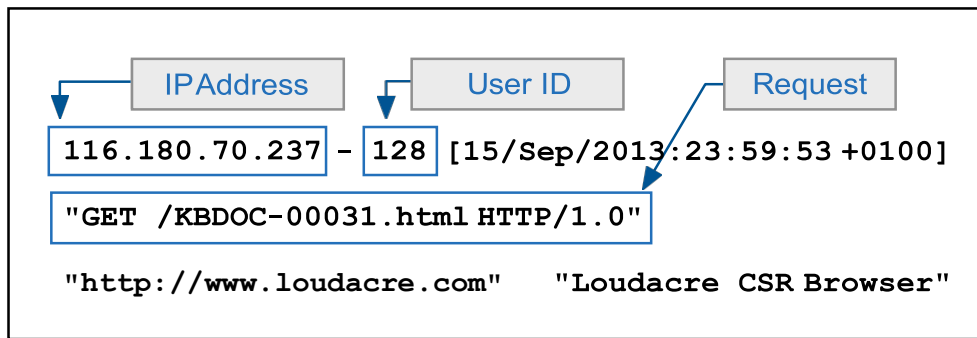 IPAddress User ID Request
116.180.70.237 - 128 [15/Sep/2013:23:59:53 +0100]
"GET /KBDOC-00031.html HTTP/1.0"
"http://www.loudacre.com" "Loudacre CSR Browser"